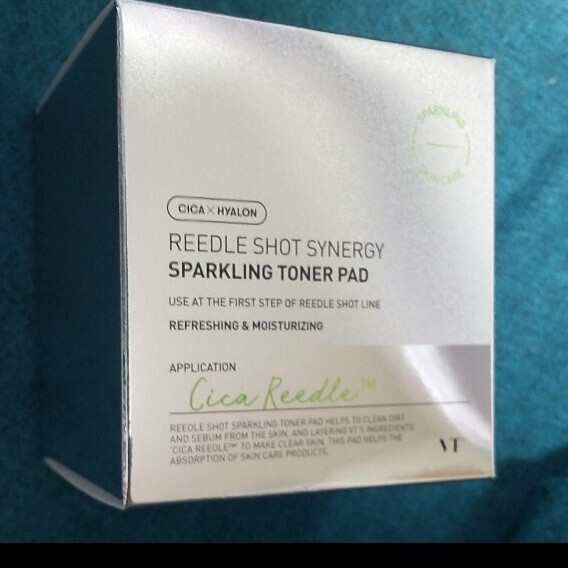 SPARKLING
SKIN CARE
CICA×HYALON
REEDLE SHOT SYNERGY
SPARKLING TONER PAD
USE AT THE FIRST STEP OF REEDLE SHOT LINE
REFRESHING & MOISTURIZING
APPLICATION
Cica Reedle™
REEDLE SHOT SPARKLING TONER PAD HELPS TO CLEAN DIRT
AND SEBUM FROM THE SKIN, AND LAYERING VT'S INGREDIENTS
"CICA REEDLE™" TO MAKE CLEAR SKIN. THIS PAD HELPS THE
ABSORPTION OF SKIN CARE PRODUCTS.
VT